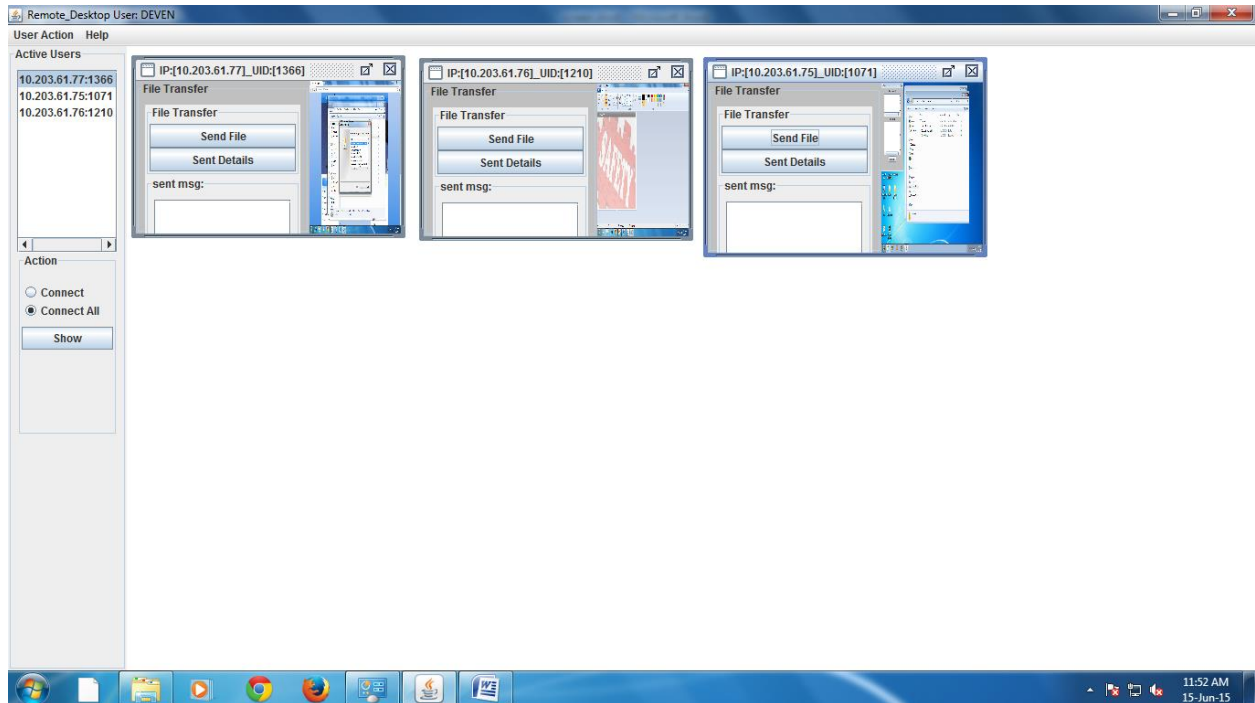 Remote_Desktop User: DEVEN
User Action Help
Active Users
10.203.61.77:1366
10.203.61.75:1071
10.203.61.76:1210
Action
Connect
Connect All
Show
IP:[10.203.61.77]_UID:[1366]
File Transfer
File Transfer
Send File
Sent Details
sent msg:
IP:[10.203.61.76]_UID:[1210]
File Transfer
File Transfer
Send File
Sent Details
sent msg:
SAFETY
IP:[10.203.61.75]_UID:[1071]
File Transfer
File Transfer
Send File
Sent Details
sent msg:
11:52 AM
15-Jun-15